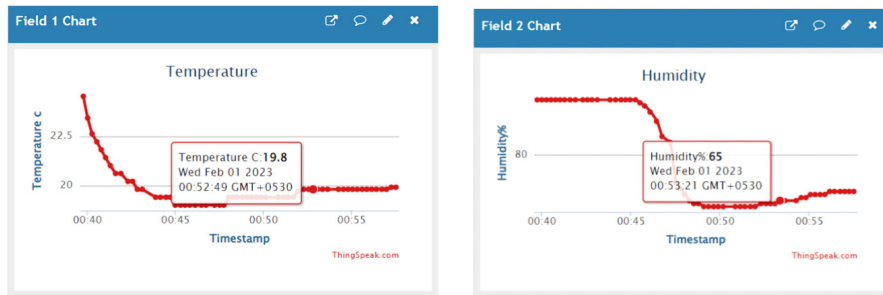 Field 1 Chart
Temperature
Temperature c
22.5
20
Temperature C:19.8
Wed Feb 01 2023
00:52:49 GMT+0530
00:40 00:45 00:50 00:55
Timestamp
ThingSpeak.com
Field 2 Chart
Humidity
Humidity%
80
Humidity%:65
Wed Feb 01 2023
00:53:21 GMT+0530
00:40 00:45 00:50 00:55
Timestamp
ThingSpeak.com